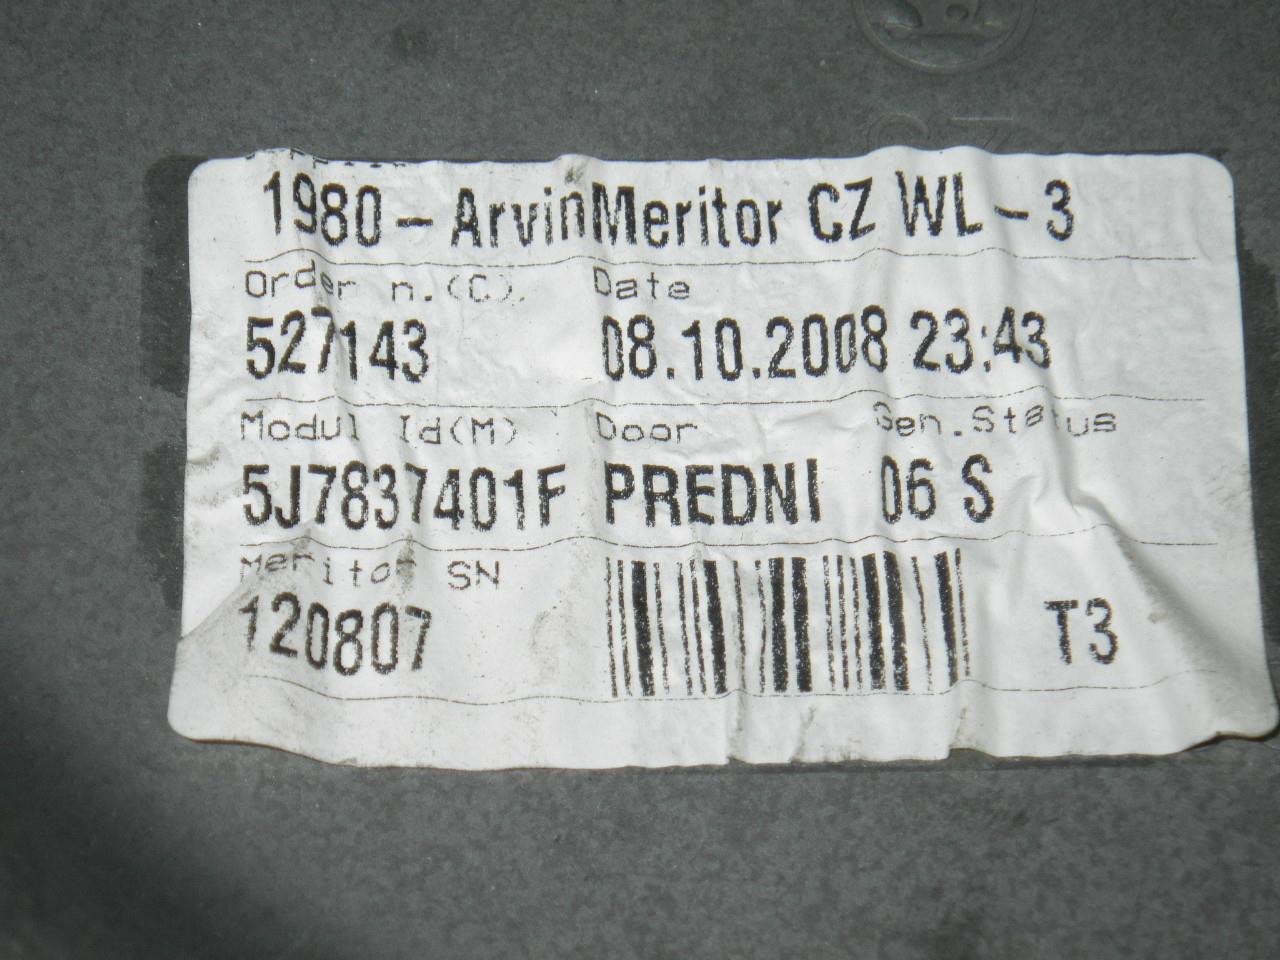 1980 - ArvinMeritor CZ WL - 3
Order n.(C). Date
527143 08.10.2008 23:43
Modul Id(M) Door Gen.Status
5J7837401F PREDNI 06 S
Meritor SN
120807 T3